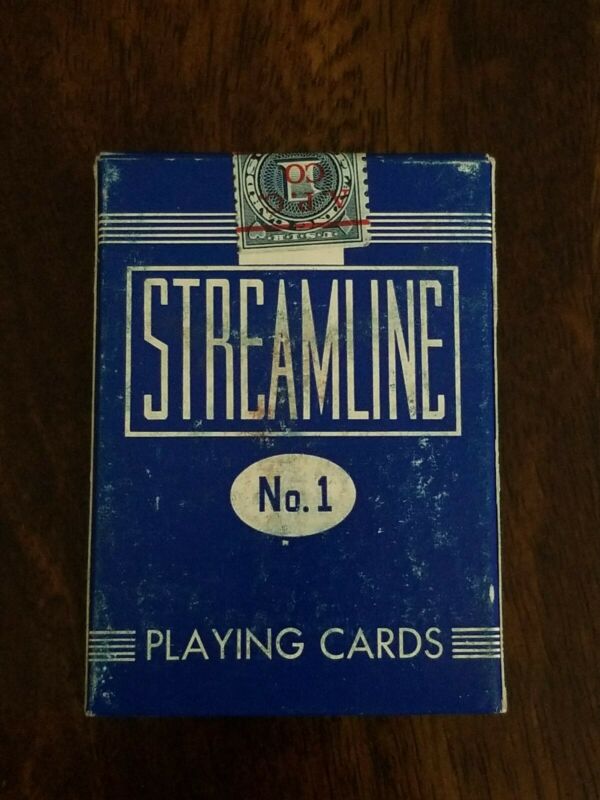 STREAMLINE
No. 1
PLAYING CARDS